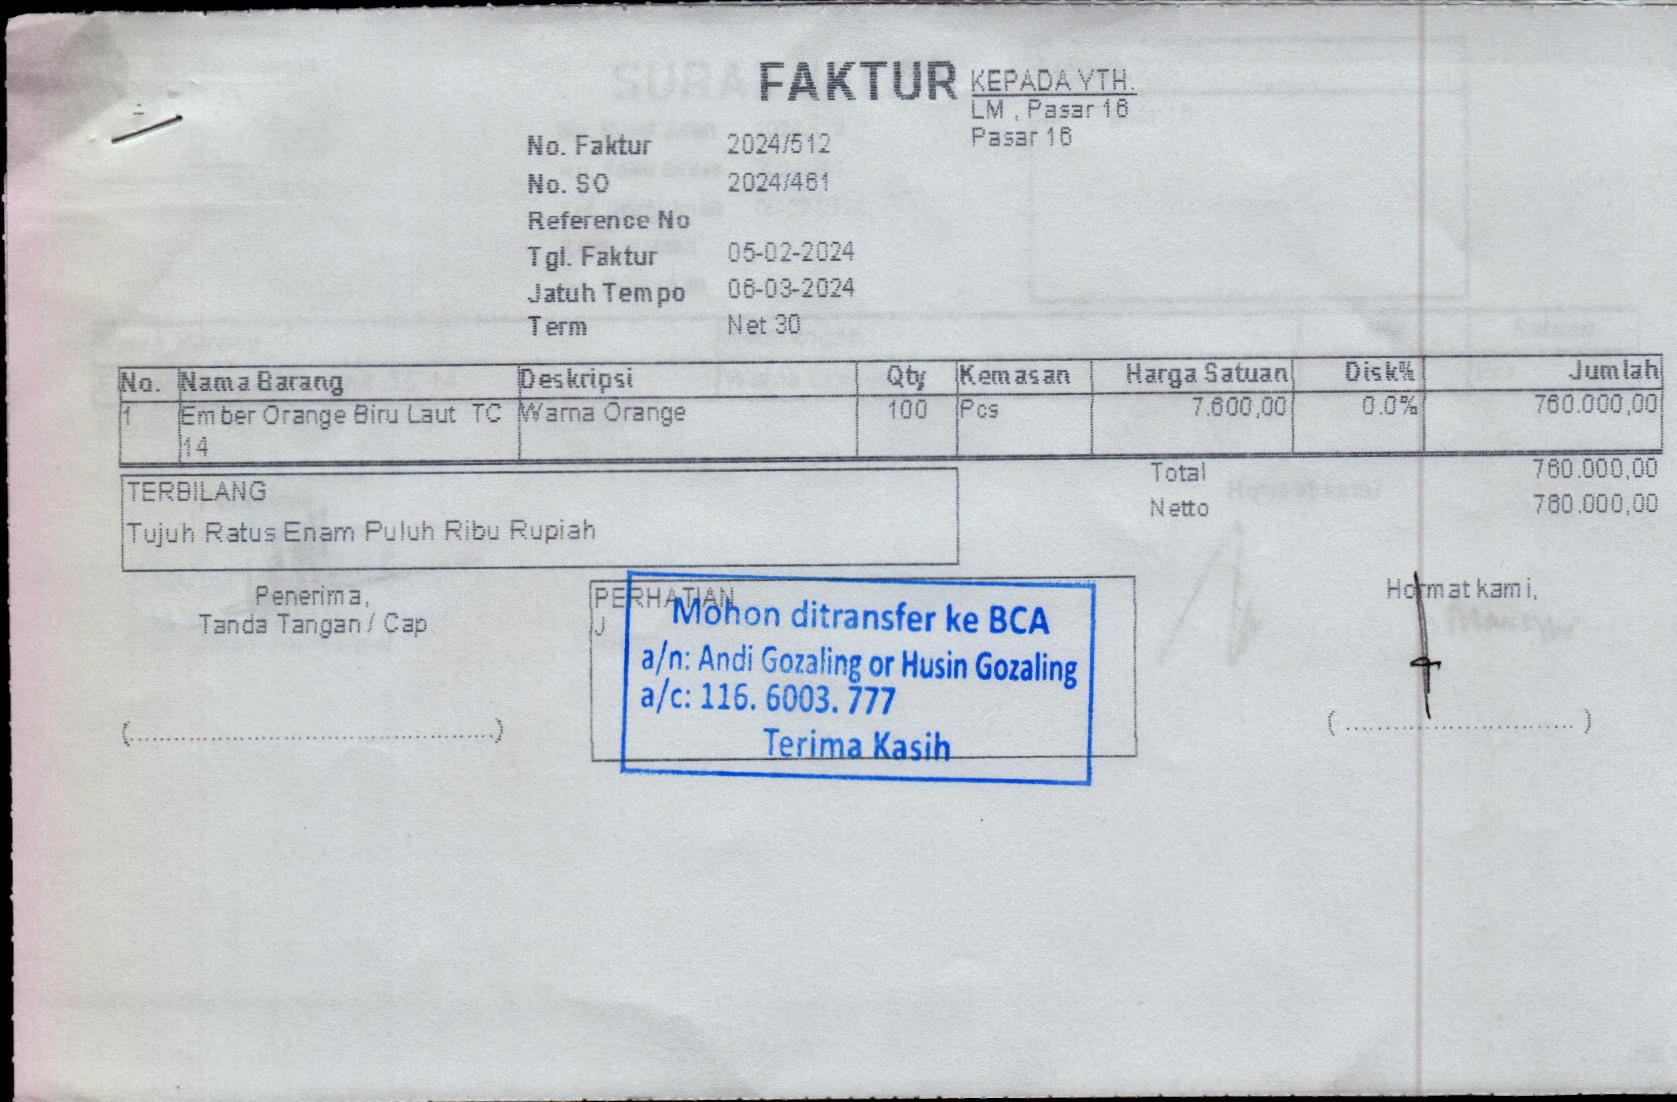 FAKTUR
KEPADA YTH.
LM , Pasar 16
Pasar 16
No. Faktur 2024/512
No. SO 2024/461
Reference No
Tgl. Faktur 05-02-2024
Jatuh Tempo 06-03-2024
Term Net 30
No. Nama Barang Deskripsi Qty Kemasan Harga Satuan Disk% Jumlah
1 Ember Orange Biru Laut TC Warna Orange 100 Pcs 7.600,00 0.0% 760.000,00
14
Total 760.000,00
Netto 760.000,00
TERBILANG
Tujuh Ratus Enam Puluh Ribu Rupiah
Penerima,
Tanda Tangan / Cap
(............................................)
PERHATIAN
J
Mohon ditransfer ke BCA
a/n: Andi Gozaling or Husin Gozaling
a/c: 116. 6003. 777
Terima Kasih
Hormat kami,
( ............................ )